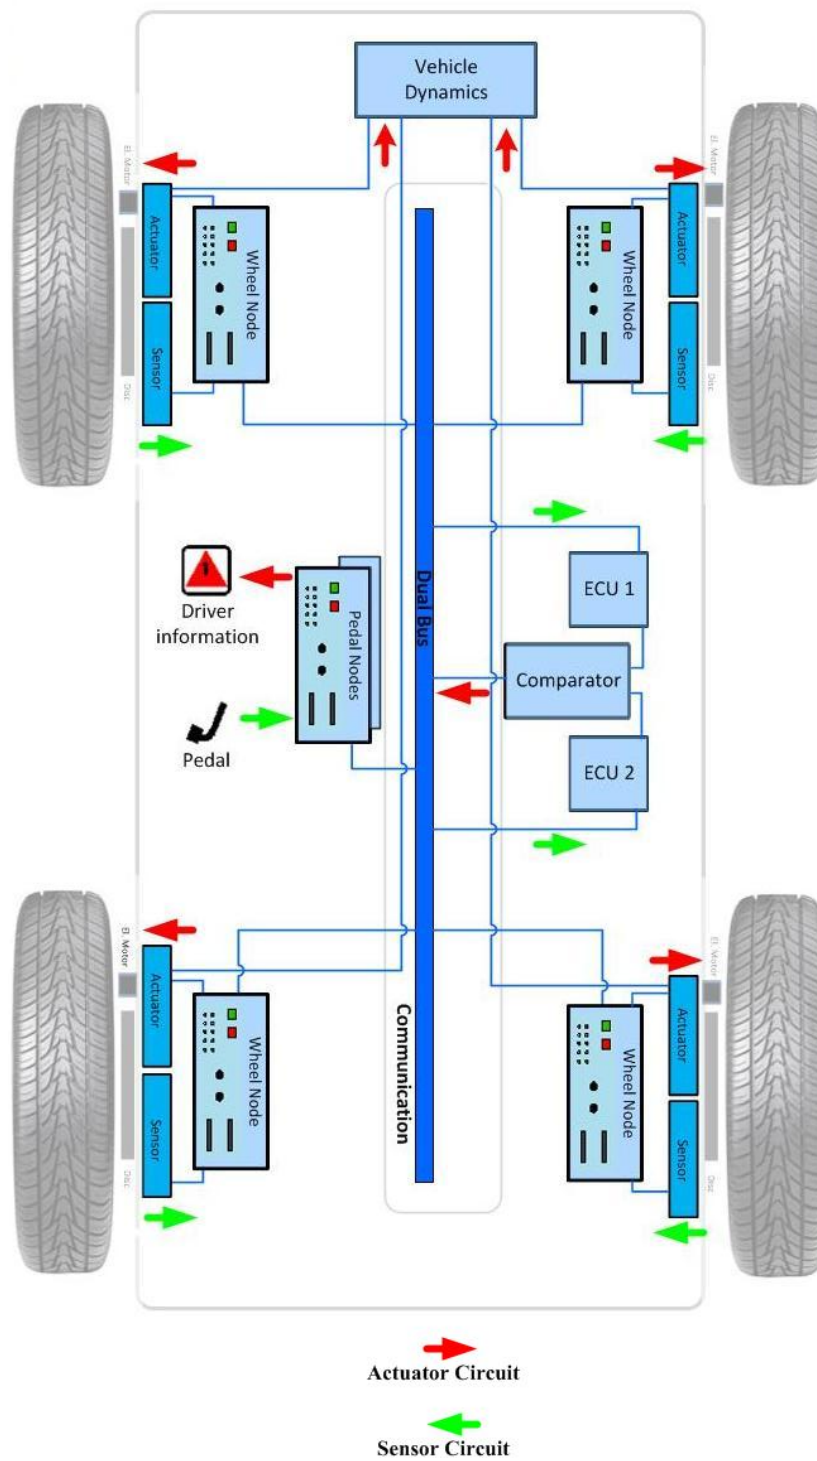 Vehicle
Dynamics
El. Motor
Actuator
Wheel Node
Sensor
Disc
El. Motor
Actuator
Wheel Node
Sensor
Disc
Driver
information
Pedal Nodes
Pedal
Dual Bus
ECU 1
Comparator
ECU 2
El. Motor
Actuator
Wheel Node
Sensor
Disc
Communication
El. Motor
Actuator
Wheel Node
Sensor
Disc
Actuator Circuit
Sensor Circuit